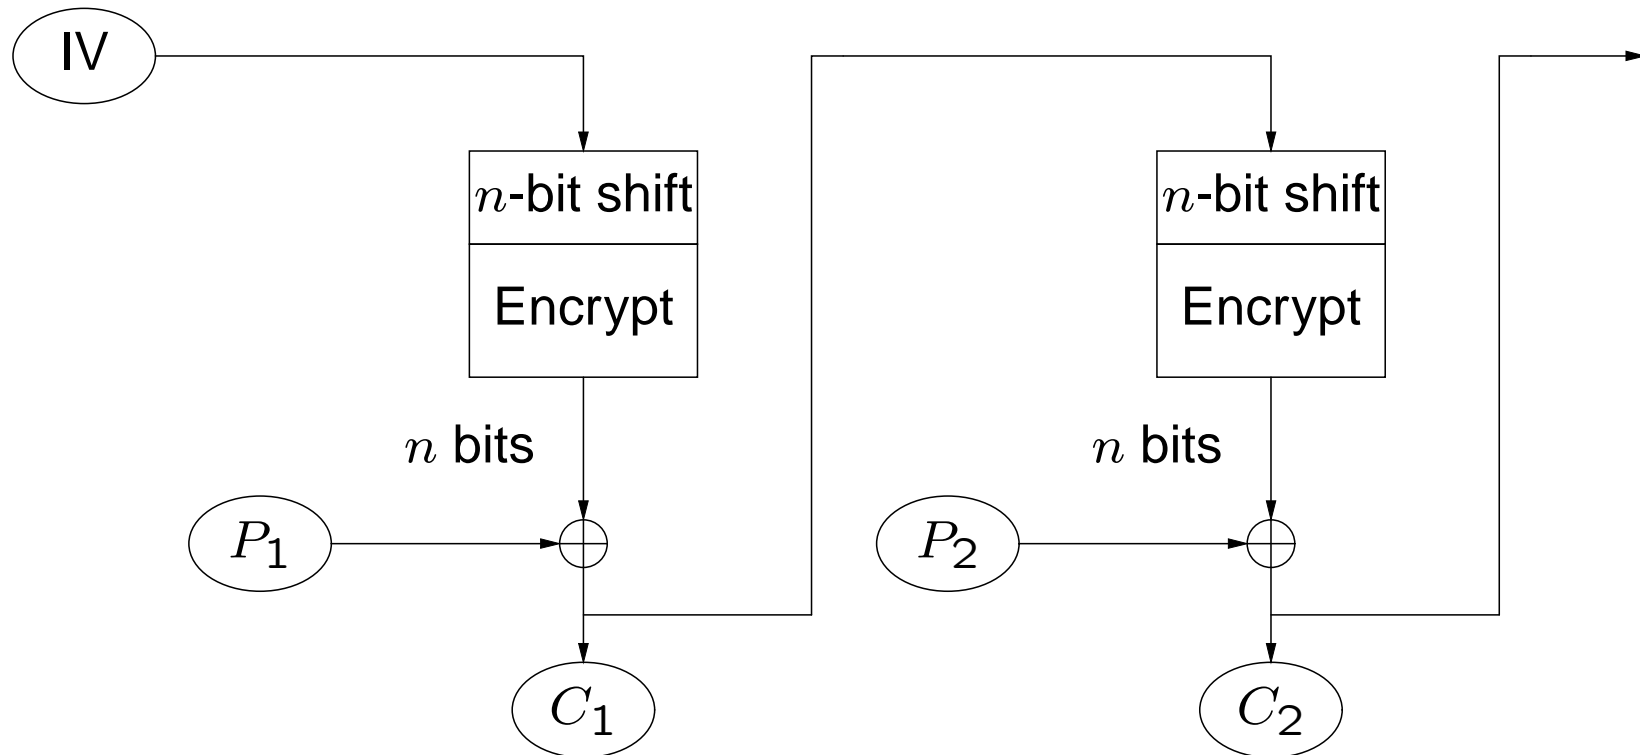 IV
n-bit shift
n-bit shift
Encrypt
Encrypt
n bits
n bits
P₁
P₂
C₁
C₂